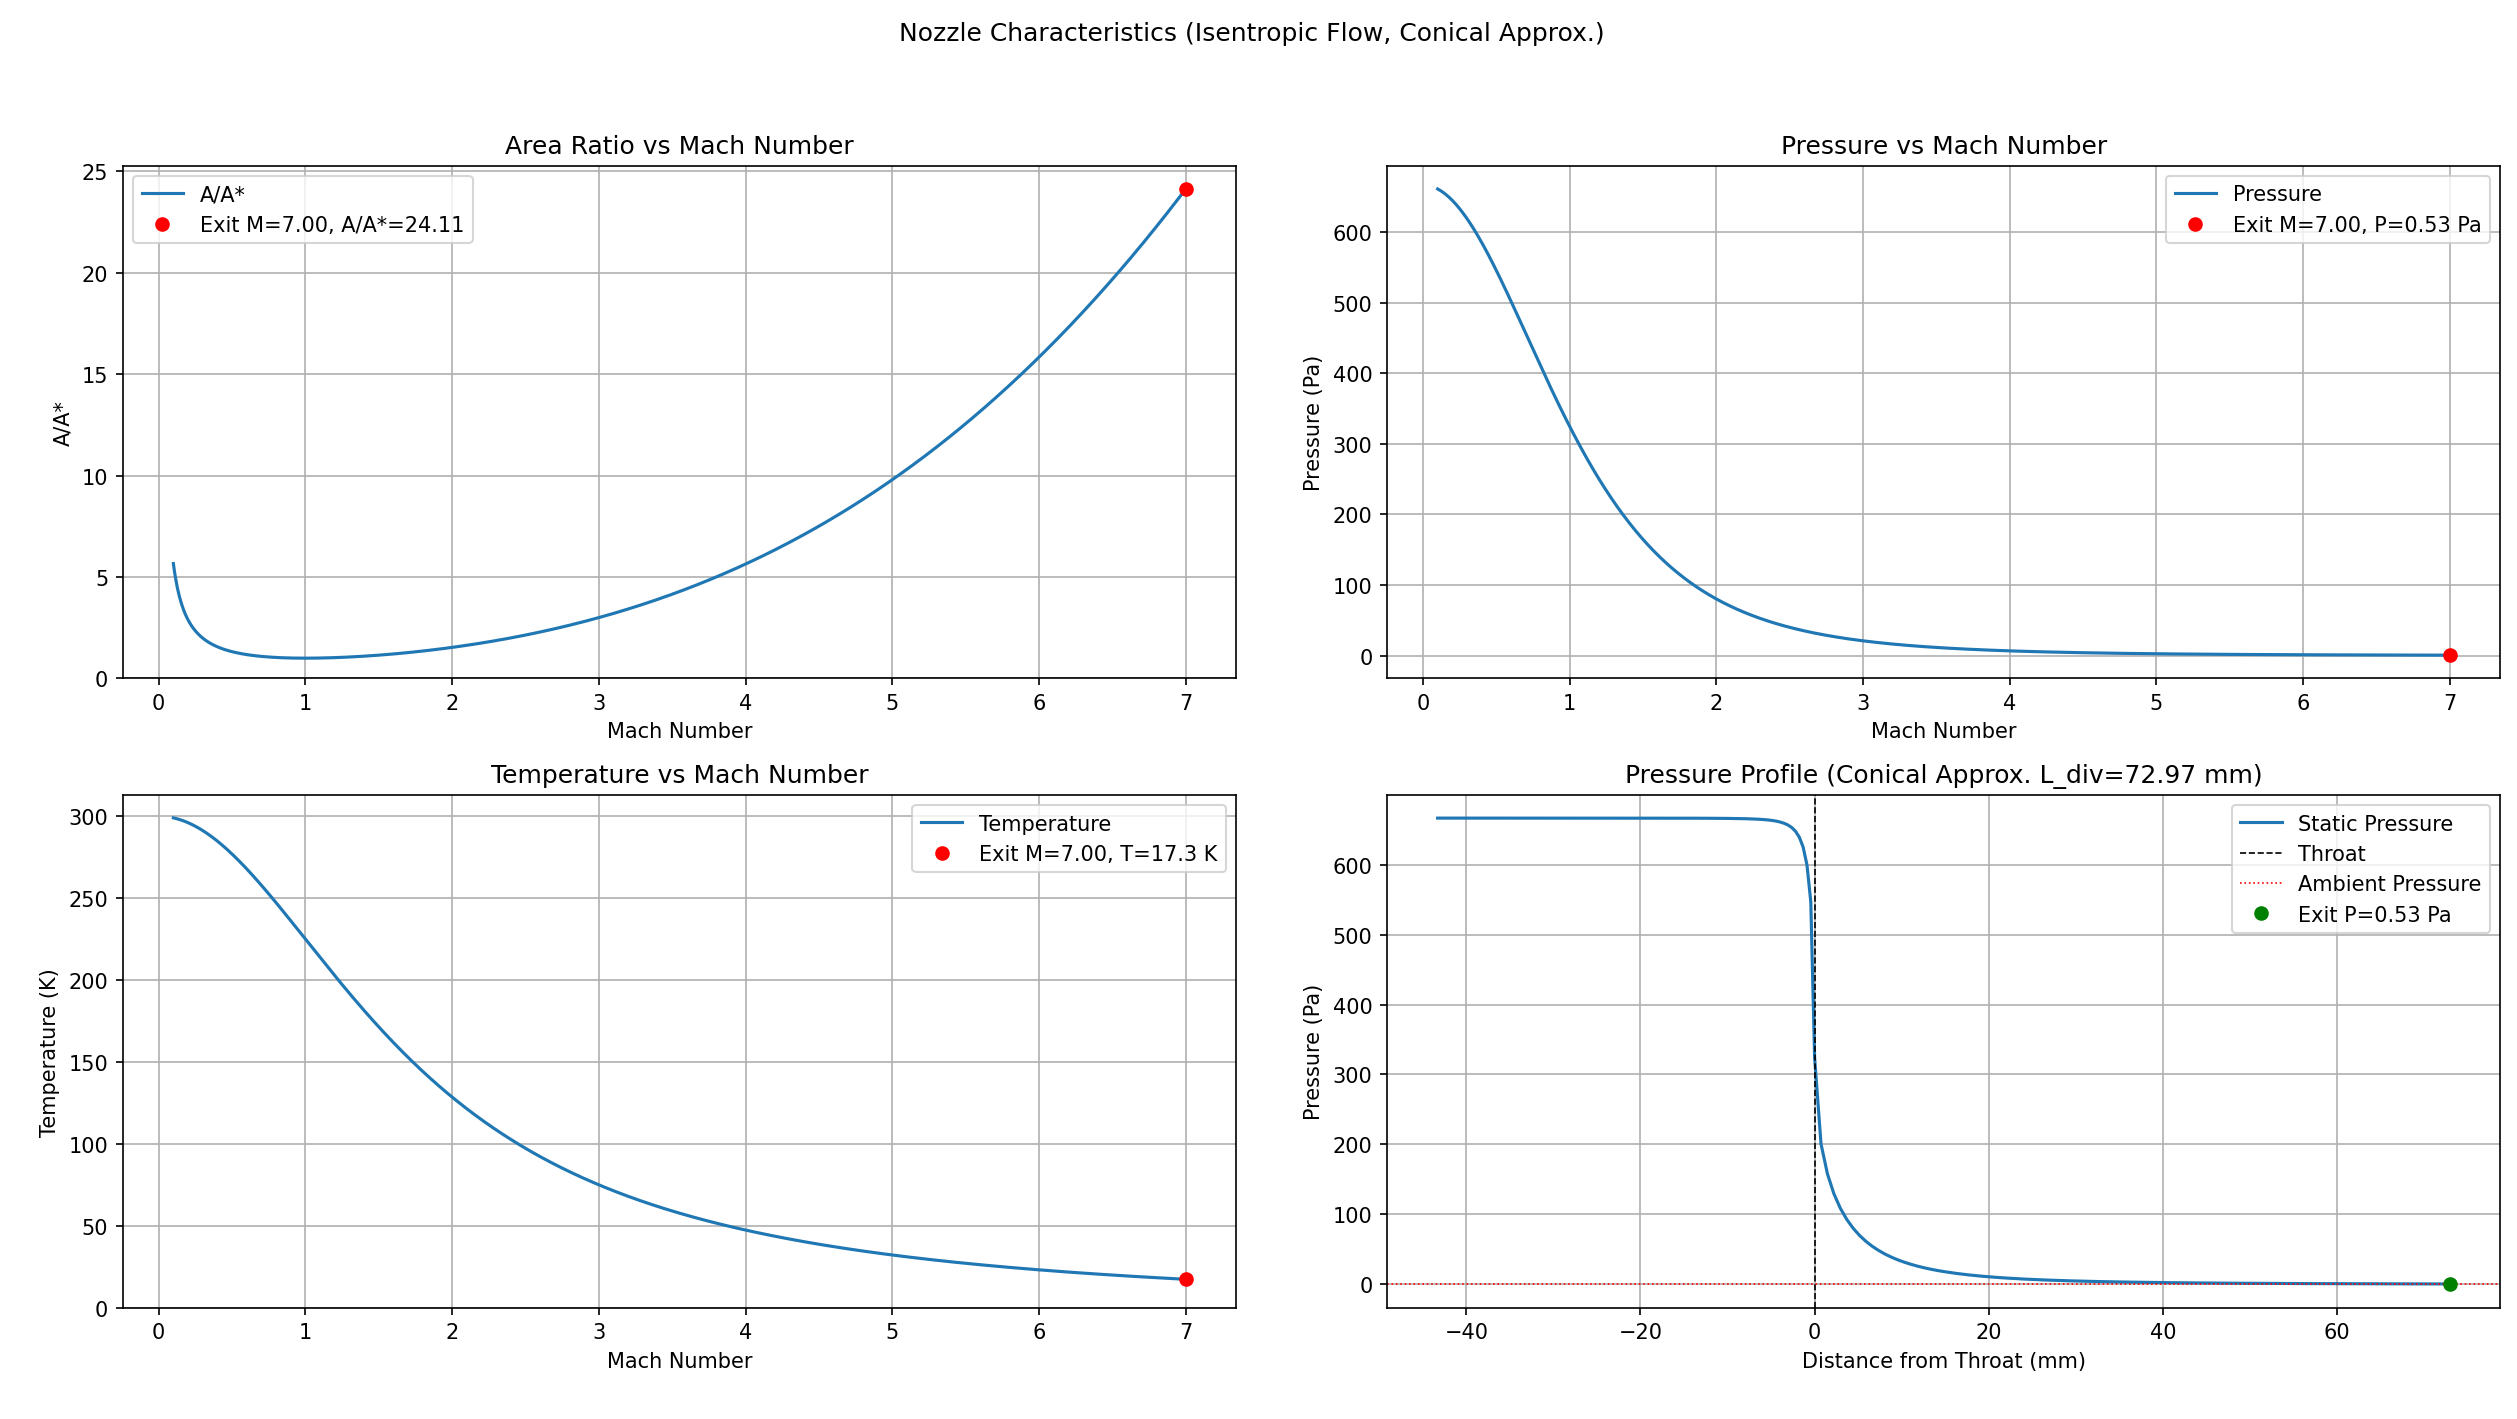 Nozzle Characteristics (Isentropic Flow, Conical Approx.)
Area Ratio vs Mach Number
A/A*
Exit M=7.00, A/A*=24.11
25
20
15
10
5
0
A/A*
0 1 2 3 4 5 6 7
Mach Number
Pressure vs Mach Number
Pressure
Exit M=7.00, P=0.53 Pa
600
500
400
300
200
100
0
Pressure (Pa)
0 1 2 3 4 5 6 7
Mach Number
Temperature vs Mach Number
Temperature
Exit M=7.00, T=17.3 K
300
250
200
150
100
50
0
Temperature (K)
0 1 2 3 4 5 6 7
Mach Number
Pressure Profile (Conical Approx. L_div=72.97 mm)
Static Pressure
Throat
Ambient Pressure
Exit P=0.53 Pa
600
500
400
300
200
100
0
Pressure (Pa)
−40 −20 0 20 40 60
Distance from Throat (mm)